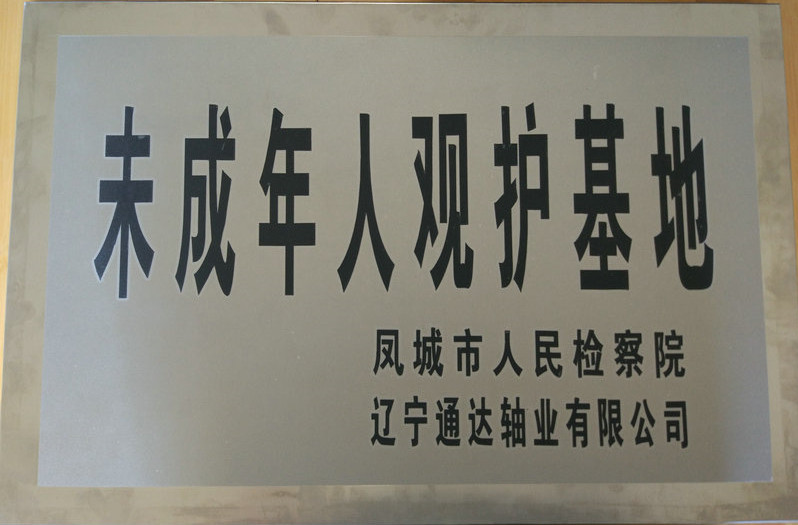 未成年人观护基地
凤城市人民检察院
辽宁通达轴业有限公司